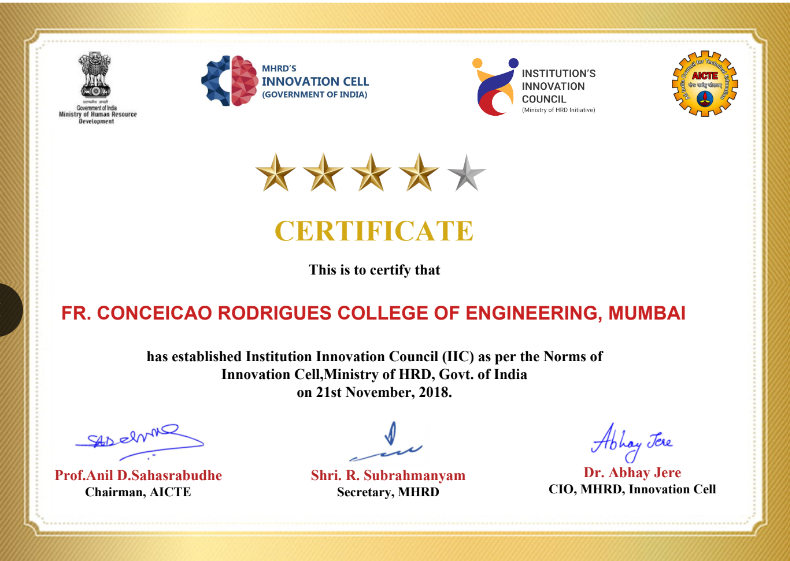 Government of India
Ministry of Human Resource
Development
MHRD'S
INNOVATION CELL
(GOVERNMENT OF INDIA)
INSTITUTION'S
INNOVATION
COUNCIL
(Ministry of HRD Initiative)
AICTE
CERTIFICATE
This is to certify that
FR. CONCEICAO RODRIGUES COLLEGE OF ENGINEERING, MUMBAI
has established Institution Innovation Council (IIC) as per the Norms of
Innovation Cell,Ministry of HRD, Govt. of India
on 21st November, 2018.
Abhay Jere
Prof.Anil D.Sahasrabudhe
Chairman, AICTE
Shri. R. Subrahmanyam
Secretary, MHRD
Dr. Abhay Jere
CIO, MHRD, Innovation Cell